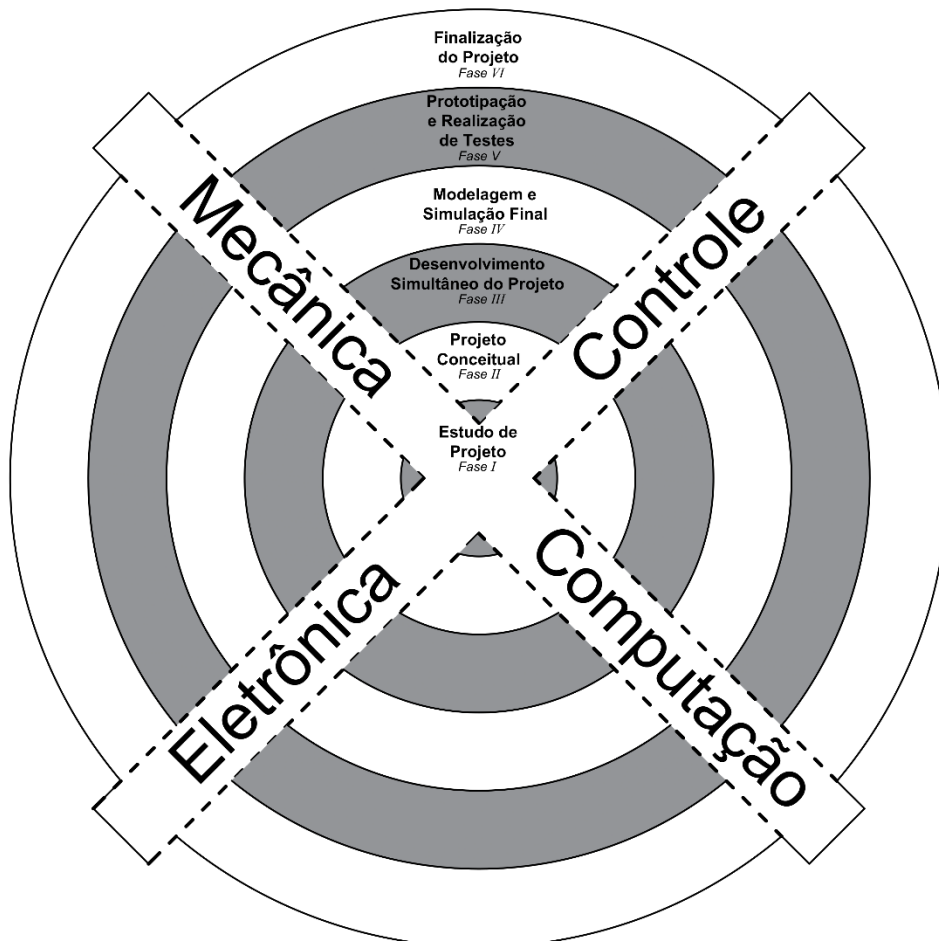 Finalização
do Projeto
Fase VI
Prototipação
e Realização
de Testes
Fase V
Modelagem e
Simulação Final
Fase IV
Desenvolvimento
Simultâneo do Projeto
Fase III
Projeto
Conceitual
Fase II
Estudo de
Projeto
Fase I
Mecânica
Controle
Eletrônica
Computação